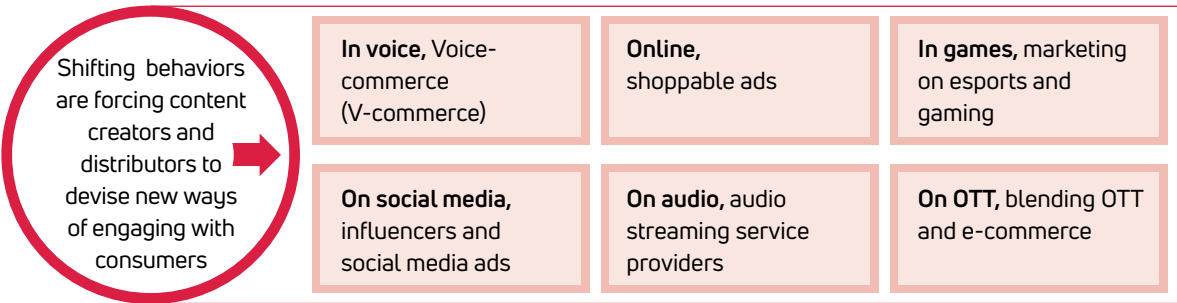 Shifting behaviors
are forcing content
creators and
distributors to
devise new ways
of engaging with
consumers
In voice, Voice-
commerce
(V-commerce)
Online,
shoppable ads
In games, marketing
on esports and
gaming
On social media,
influencers and
social media ads
On audio, audio
streaming service
providers
On OTT, blending OTT
and e-commerce